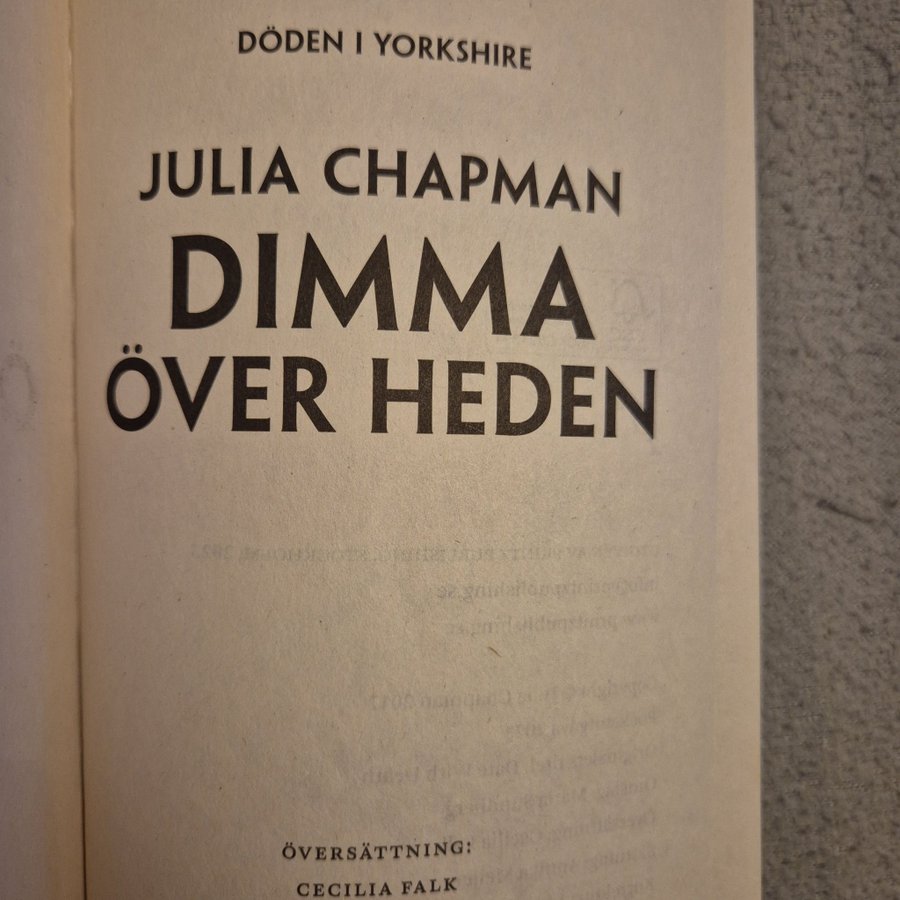 DÖDEN I YORKSHIRE
JULIA CHAPMAN
DIMMA
ÖVER HEDEN
ÖVERSÄTTNING:
CECILIA FALK